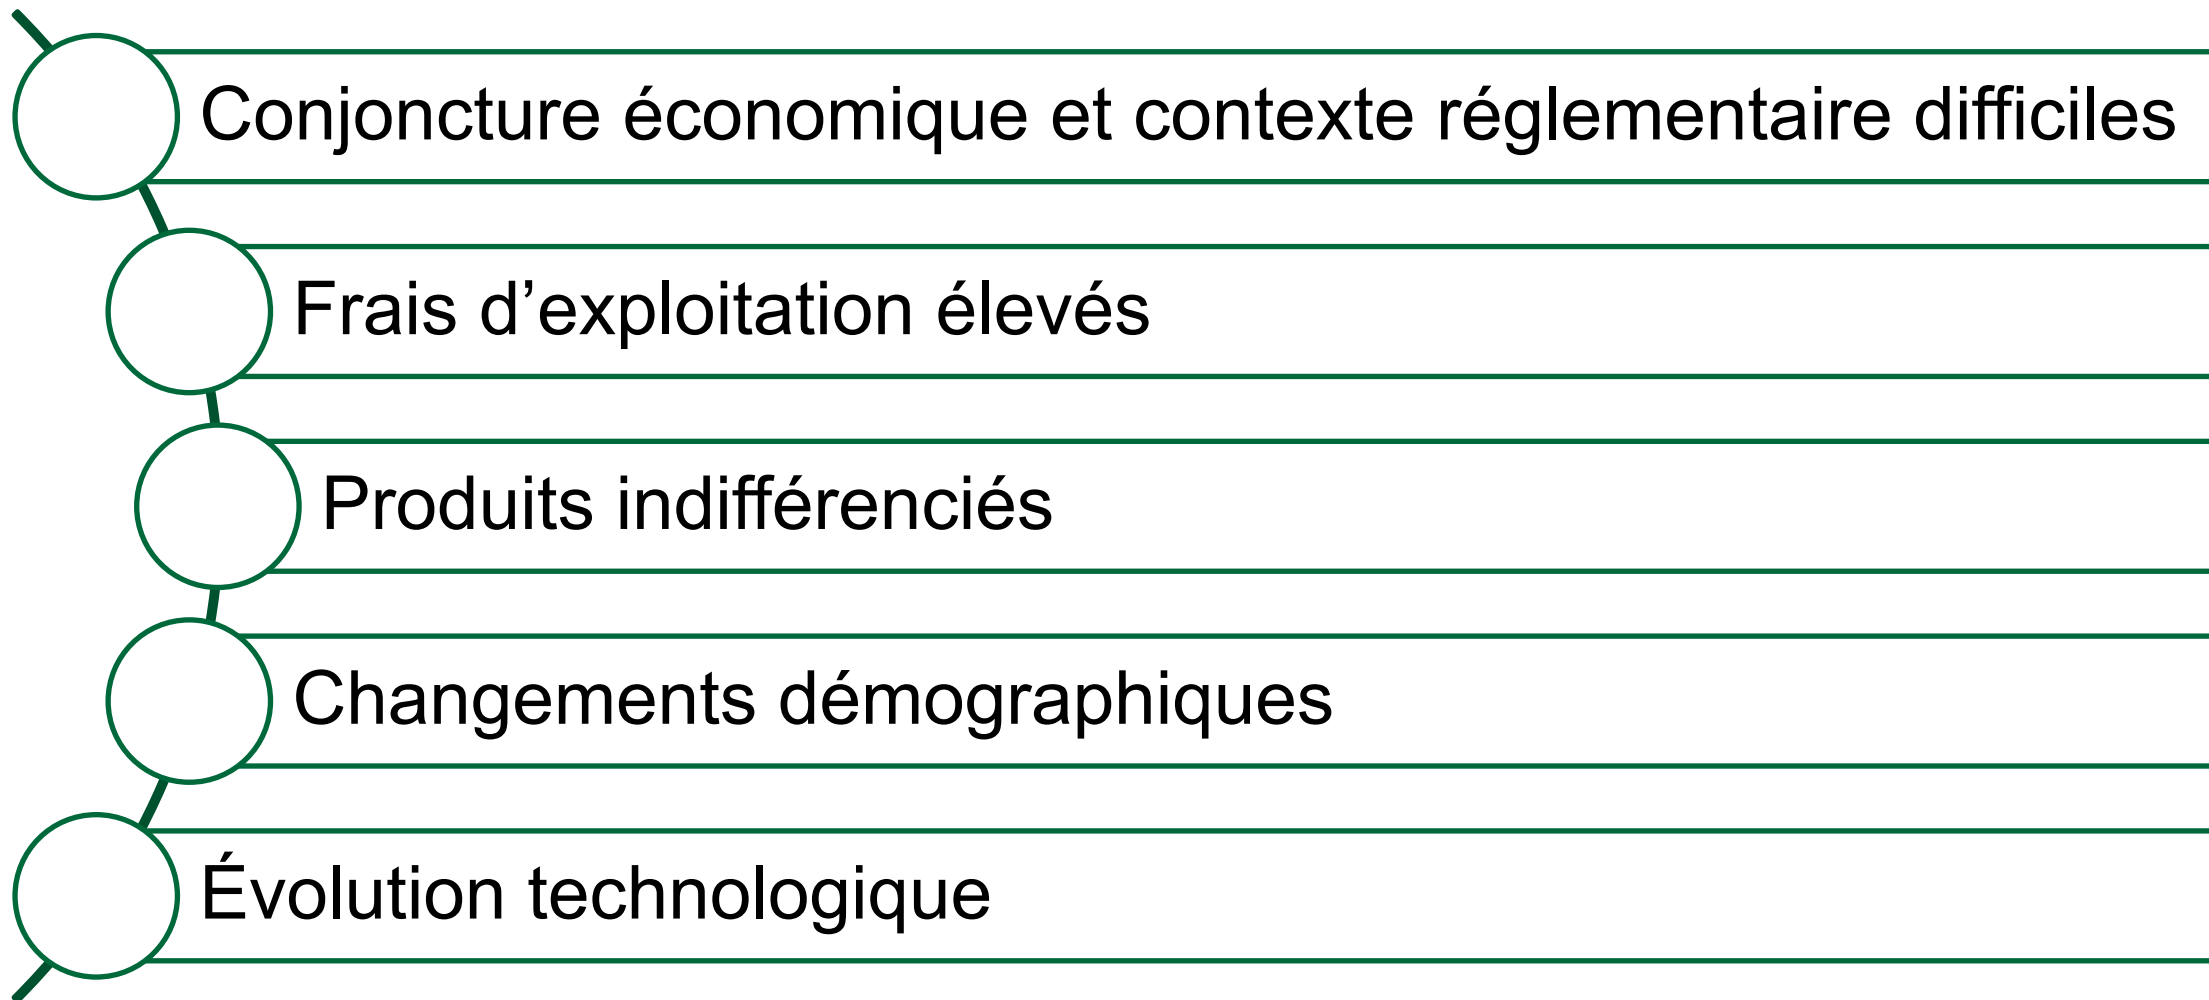 Conjoncture économique et contexte réglementaire difficiles
Frais d’exploitation élevés
Produits indifférenciés
Changements démographiques
Évolution technologique